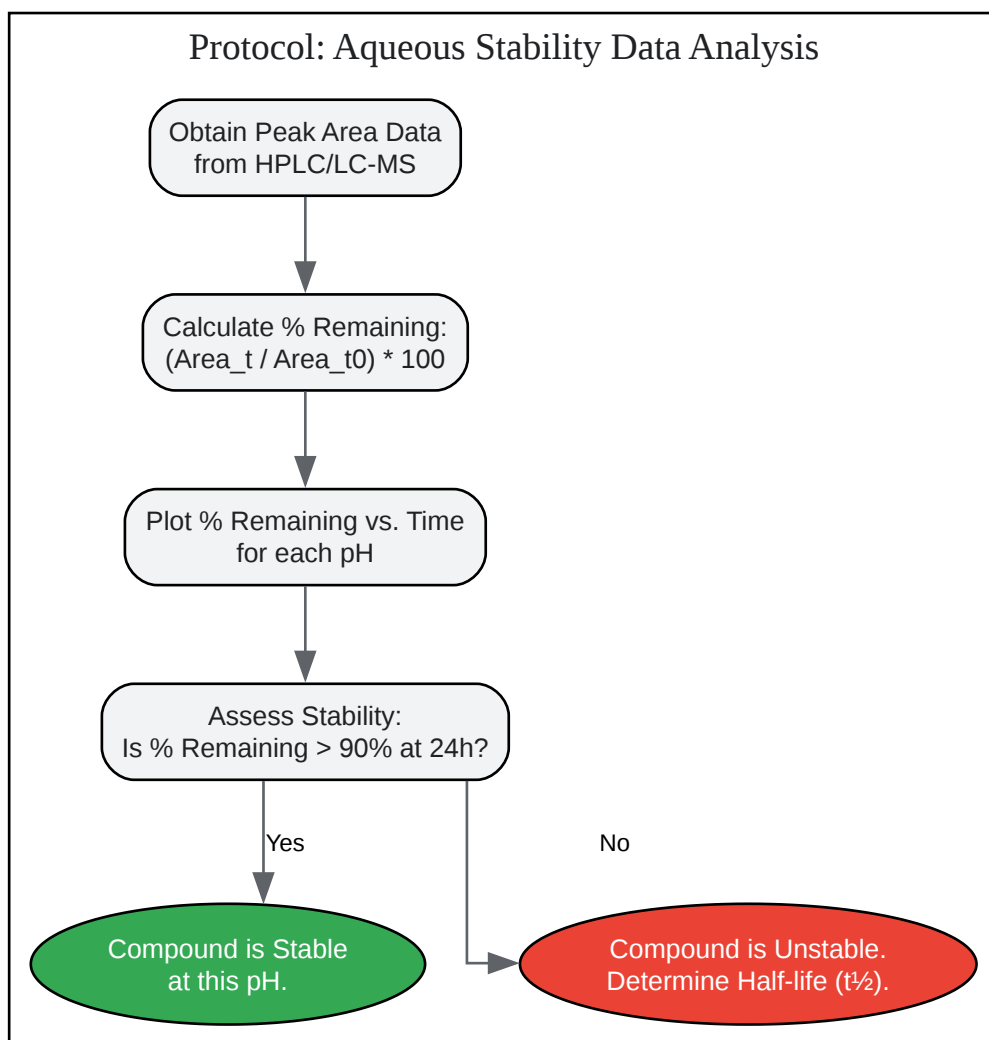 Protocol: Aqueous Stability Data Analysis
Obtain Peak Area Data
from HPLC/LC-MS
Calculate % Remaining:
(Area_t / Area_t0) * 100
Plot % Remaining vs. Time
for each pH
Assess Stability:
Is % Remaining > 90% at 24h?
Yes
No
Compound is Stable
at this pH.
Compound is Unstable.
Determine Half-life (t½).